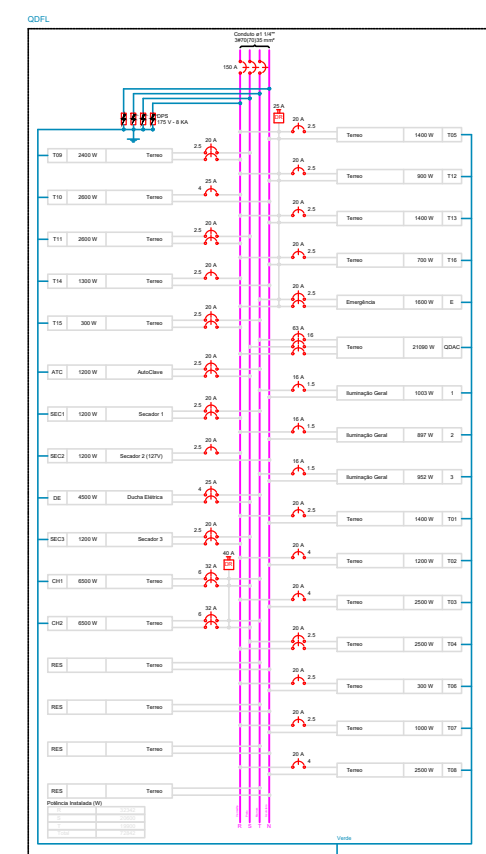 QDFL
Conduto ø1 1/4""
3#70(70)35 mm²
150 A
DPS
175 V - 8 KA
25 A
DR
20 A
2.5
Terreo 1400 W T05
20 A
2.5
T09 2400 W Terreo
20 A
2.5
Terreo 900 W T12
25 A
4
T10 2600 W Terreo
20 A
2.5
Terreo 1400 W T13
20 A
2.5
T11 2600 W Terreo
20 A
2.5
Terreo 700 W T16
20 A
2.5
T14 1300 W Terreo
20 A
2.5
Emergência 1600 W E
20 A
2.5
T15 300 W Terreo
63 A
16
Terreo 21090 W QDAC
20 A
2.5
ATC 1200 W AutoClave
16 A
1.5
Iluminação Geral 1003 W 1
20 A
2.5
SEC1 1200 W Secador 1
16 A
1.5
Iluminação Geral 897 W 2
20 A
2.5
SEC2 1200 W Secador 2 (127V)
16 A
1.5
Iluminação Geral 952 W 3
25 A
4
DE 4500 W Ducha Elétrica
20 A
2.5
Terreo 1400 W T01
20 A
2.5
SEC3 1200 W Secador 3
20 A
4
Terreo 1200 W T02
40 A
DR
32 A
6
CH1 6500 W Terreo
20 A
4
Terreo 2500 W T03
32 A
6
CH2 6500 W Terreo
20 A
2.5
Terreo 2500 W T04
RES Terreo
20 A
2.5
Terreo 300 W T06
RES Terreo
20 A
2.5
Terreo 1000 W T07
RES Terreo
20 A
4
Terreo 2500 W T08
RES Terreo
Potência Instalada (W)
R S T N
Verde